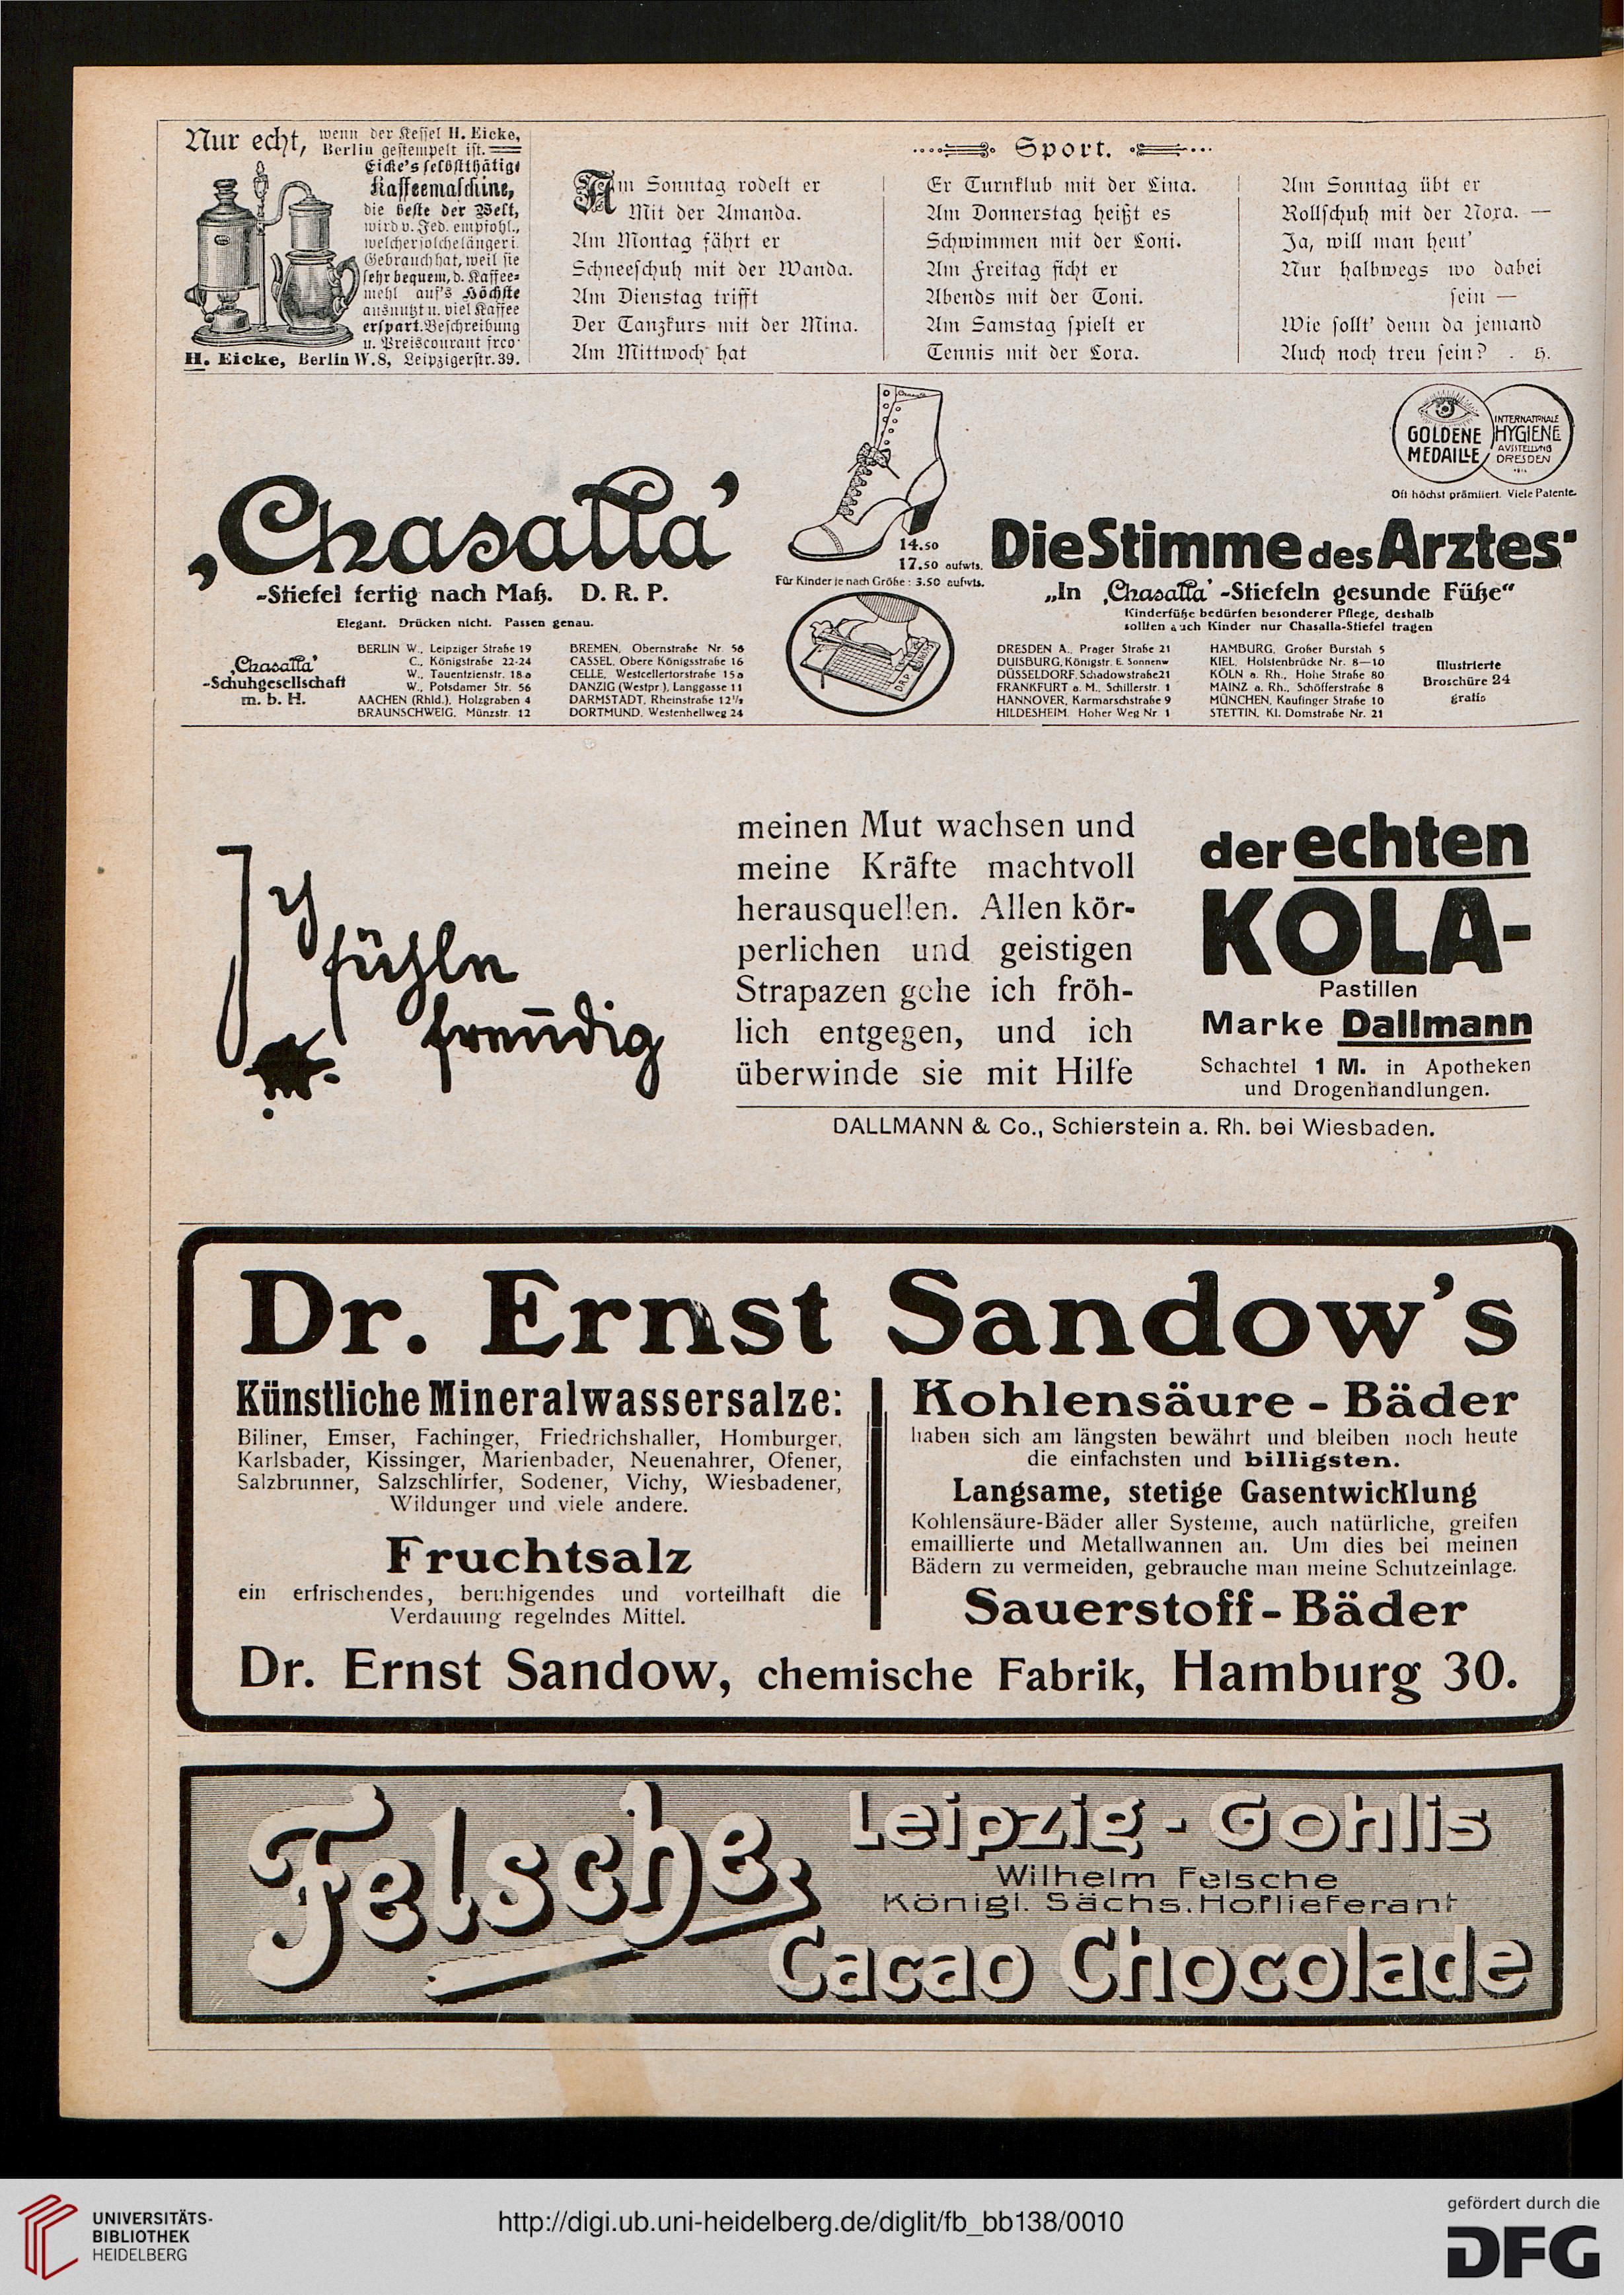 Nur echt, wenn der Kessel H. Eicke,
Berlin gestempelt ist.
Eicke's selbstthätige
Kaffeemaschine,
die beste der Welt,
wird v. Jed. empfohl.,
welcher solche länger i.
Gebrauch hat, weil sie
sehr bequem, d. Kaffee-
mehl auf's Höchste
ausnutzt u. viel Kaffee
erspart. Beschreibung
u. Preiscourant frco.
H. Eicke, Berlin W. 8, Leipzigerstr. 39.
Sport.
Am Sonntag rodelt er
Mit der Amanda.
Am Montag fährt er
Schneeschuh mit der Wanda.
Am Dienstag trifft
Der Tanzkurs mit der Mina.
Am Mittwoch hat
Er Turnklub mit der Lina.
Am Donnerstag heißt es
Schwimmen mit der Loni.
Am Freitag ficht er
Abends mit der Toni.
Am Samstag spielt er
Tennis mit der Lora.
Am Sonntag übt er
Rollschuh mit der Nora. —
Ja, will man heut'
Nur halbwegs wo dabei
sein —
Wie sollt' denn da jemand
Auch noch treu sein? H.
‚Chasalla'
-Stiefel fertig nach Maß. D. R. P.
Elegant. Drücken nicht. Passen genau.
14.50
17.50 aufwts.
Für Kinder je nach Größe: 3.50 aufwts.
D.R.P.
GOLDENE
MEDAILLE
INTERNATIONALE
HYGIENE
AUSSTELLUNG
DRESDEN
1911
Oft höchst prämiiert. Viele Patente.
Die Stimme des Arztes:
„In ‚Chasalla'-Stiefeln gesunde Füße“
Kinderfüße bedürfen besonderer Pflege, deshalb
sollten auch Kinder nur Chasalla-Stiefel tragen
‚Chasalla'
-Schuhgesellschaft
m. b. H.
BERLIN W., Leipziger Straße 19
C., Königstraße 22-24
W., Tauentzienstr. 18a
W., Potsdamer Str. 56
AACHEN (Rhld.), Holzgraben 4
BRAUNSCHWEIG, Münzstr. 12
BREMEN, Obernstraße Nr. 56
CASSEL, Obere Königsstraße 16
CELLE, Westcellertorstraße 15a
DANZIG (Westpr.), Langgasse 11
DARMSTADT, Rheinstraße 12½
DORTMUND, Westenhellweg 24
DRESDEN A., Prager Straße 21
DUISBURG, Königstr. E. Sonnenw
DÜSSELDORF, Schadowstraße 21
FRANKFURT a. M., Schillerstr. 1
HANNOVER, Karmarschstraße 9
HILDESHEIM, Hoher Weg Nr. 1
HAMBURG, Großer Burstah 5
KIEL, Holstenbrücke Nr. 8—10
KÖLN a. Rh., Hohe Straße 80
MAINZ a. Rh., Schöfferstraße 8
MÜNCHEN, Kaufinger Straße 10
STETTIN, Kl. Domstraße Nr. 21
Illustrierte
Broschüre 24
gratis
Ich
fühle
freudig
meinen Mut wachsen und
meine Kräfte machtvoll
herausquellen. Allen kör-
perlichen und geistigen
Strapazen gehe ich fröh-
lich entgegen, und ich
überwinde sie mit Hilfe
der echten
KOLA-
Pastillen
Marke Dallmann
Schachtel 1 M. in Apotheken
und Drogenhandlungen.
DALLMANN & Co., Schierstein a. Rh. bei Wiesbaden.
Dr. Ernst Sandow's
Künstliche Mineralwassersalze:
Biliner, Emser, Fachinger, Friedrichshaller, Homburger,
Karlsbader, Kissinger, Marienbader, Neuenahrer, Ofener,
Salzbrunner, Salzschlirfer, Sodener, Vichy, Wiesbadener,
Wildunger und viele andere.
Fruchtsalz
ein erfrischendes, beruhigendes und vorteilhaft die
Verdauung regelndes Mittel.
Kohlensäure - Bäder
haben sich am längsten bewährt und bleiben noch heute
die einfachsten und billigsten.
Langsame, stetige Gasentwicklung
Kohlensäure-Bäder aller Systeme, auch natürliche, greifen
emaillierte und Metallwannen an. Um dies bei meinen
Bädern zu vermeiden, gebrauche man meine Schutzeinlage.
Sauerstoff - Bäder
Dr. Ernst Sandow, chemische Fabrik, Hamburg 30.
Felsche,
Leipzig - Gohlis
Wilhelm Felsche
Königl. Sächs. Hoflieferant
Cacao Chocolade
UNIVERSITÄTS-
BIBLIOTHEK
HEIDELBERG
http://digi.ub.uni-heidelberg.de/diglit/fb_bb138/0010
gefördert durch die
DFG